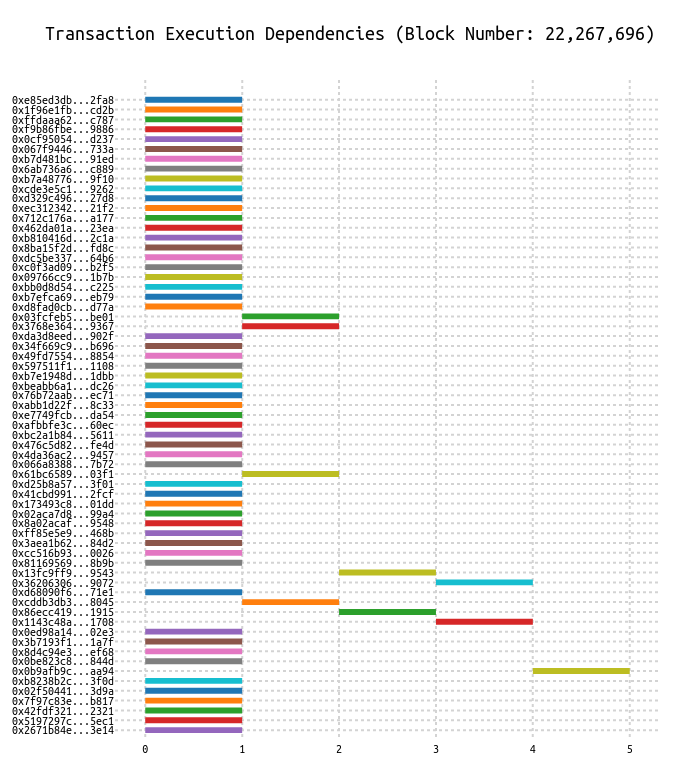 Transaction Execution Dependencies (Block Number: 22,267,696)
0xe85ed3db...2fa8
0x1f96e1fb...cd2b
0xffdaaa62...c787
0xf9b86fbe...9886
0x0cf95054...d237
0x067f9446...733a
0xb7d481bc...91ed
0x6ab736a6...c889
0xb7a48776...9f10
0xcde3e5c1...9262
0xd329c496...27d8
0xec312342...21f2
0x712c176a...a177
0x462da01a...23ea
0xb810416d...2c1a
0x8ba15f2d...fd8c
0xdc5be337...64b6
0xc0f3ad09...b2f5
0x09766cc9...1b7b
0xbb0d8d54...c225
0xb7efca69...eb79
0xd8fad0cb...d77a
0x03fcfeb5...be01
0x3768e364...9367
0xda3d8eed...902f
0x34f669c9...b696
0x49fd7554...8854
0x597511f1...1108
0xb7e1948d...1dbb
0xbeabb6a1...dc26
0x76b72aab...ec71
0xabb1d22f...8c33
0xe7749fcb...da54
0xafbbfe3c...60ec
0xbc2a1b84...5611
0x476c5d82...fe4d
0x4da36ac2...9457
0x066a8388...7b72
0x61bc6589...03f1
0xd25b8a57...3f01
0x41cbd991...2fcf
0x173493c8...01dd
0x02aca7d8...99a4
0x8a02acaf...9548
0xff85e5e9...468b
0x3aea1b62...84d2
0xcc516b93...0026
0x81169569...8b9b
0x13fc9ff9...9543
0x36206306...9072
0xd68090f6...71e1
0xcddb3db3...8045
0x86ecc419...1915
0x1143c48a...1708
0x0ed98a14...02e3
0x3b7193f1...1a7f
0x8d4c94e3...ef68
0x0be823c8...844d
0x0b9afb9c...aa94
0xb8238b2c...3f0d
0x02f50441...3d9a
0x7f97c83e...b817
0x42fdf321...2321
0x5197297c...5ec1
0x2671b84e...3e14
0 1 2 3 4 5